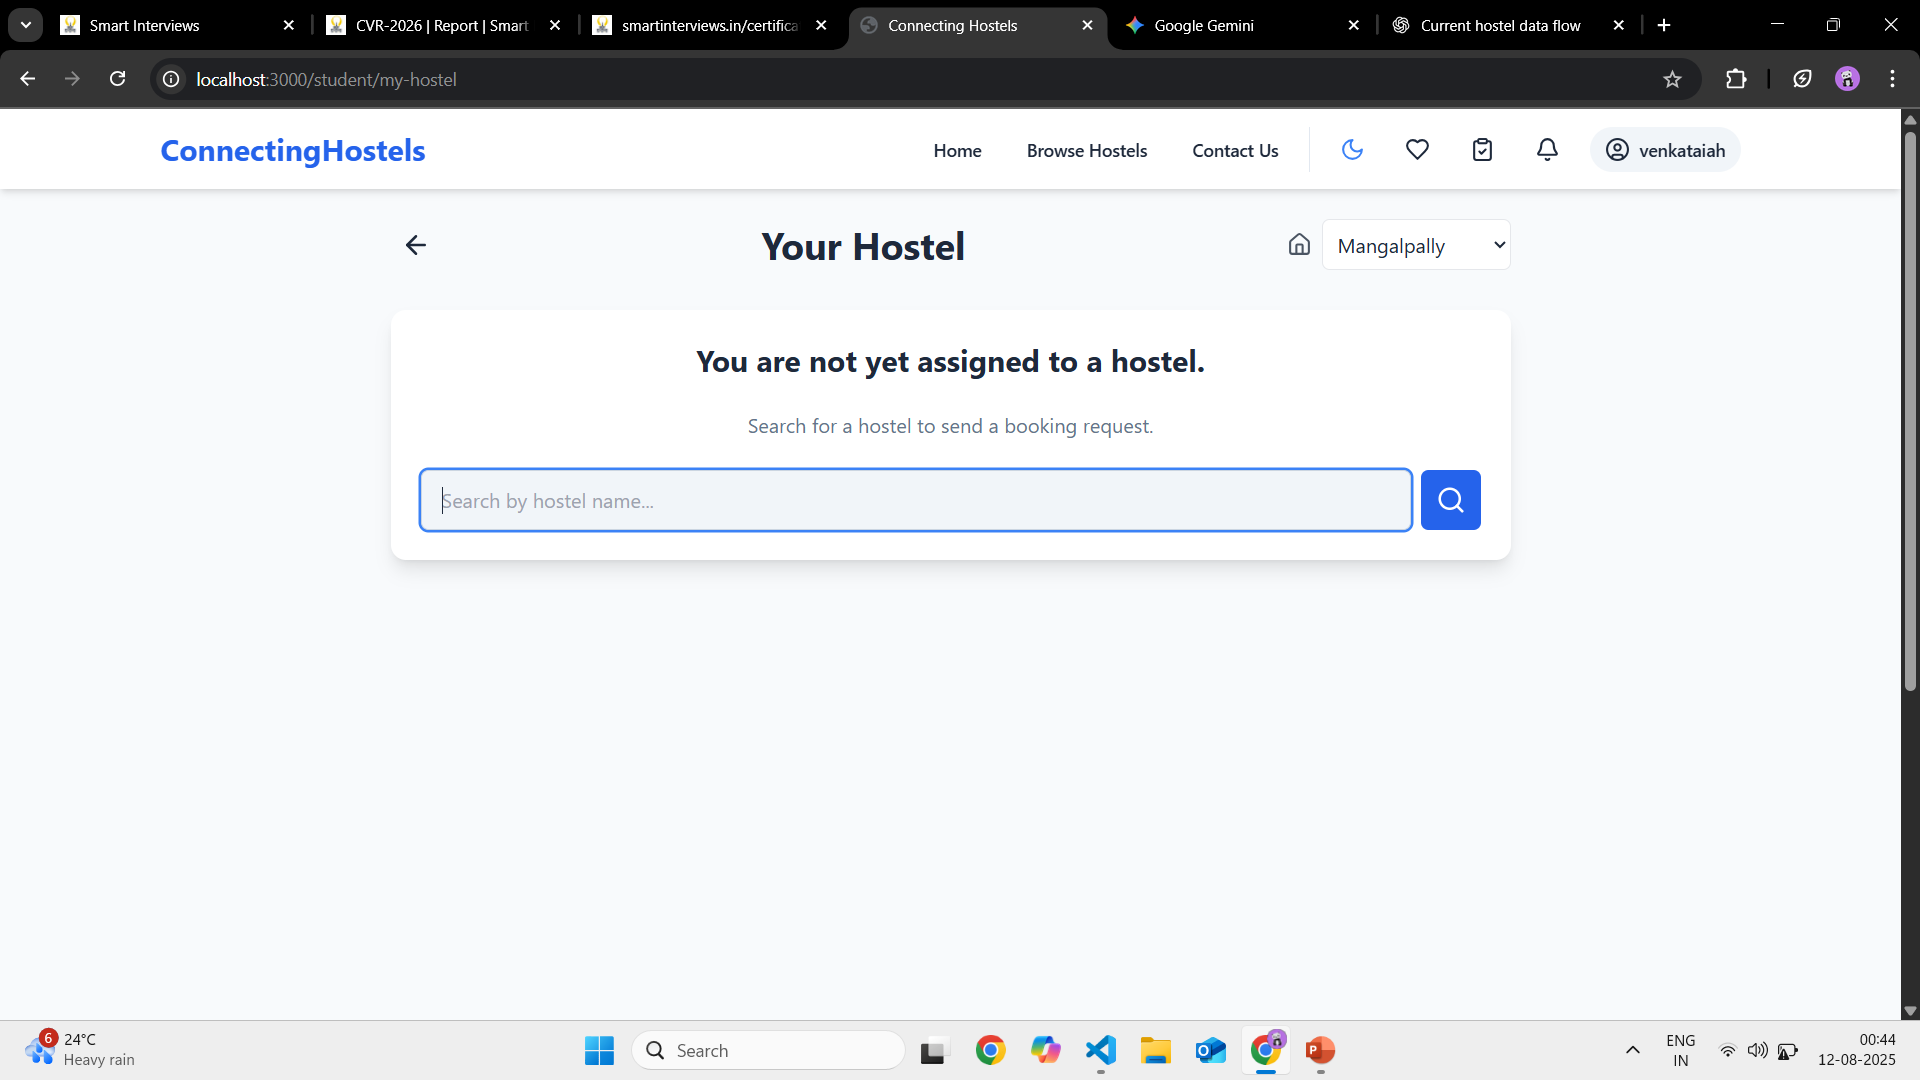 Smart Interviews
CVR-2026 | Report | Smart
smartinterviews.in/certifica
Connecting Hostels
Google Gemini
Current hostel data flow
localhost:3000/student/my-hostel
ConnectingHostels
Home
Browse Hostels
Contact Us
venkataiah
Your Hostel
Mangalpally
You are not yet assigned to a hostel.
Search for a hostel to send a booking request.
Search by hostel name...
6
24°C
Heavy rain
Search
ENG
IN
00:44
12-08-2025